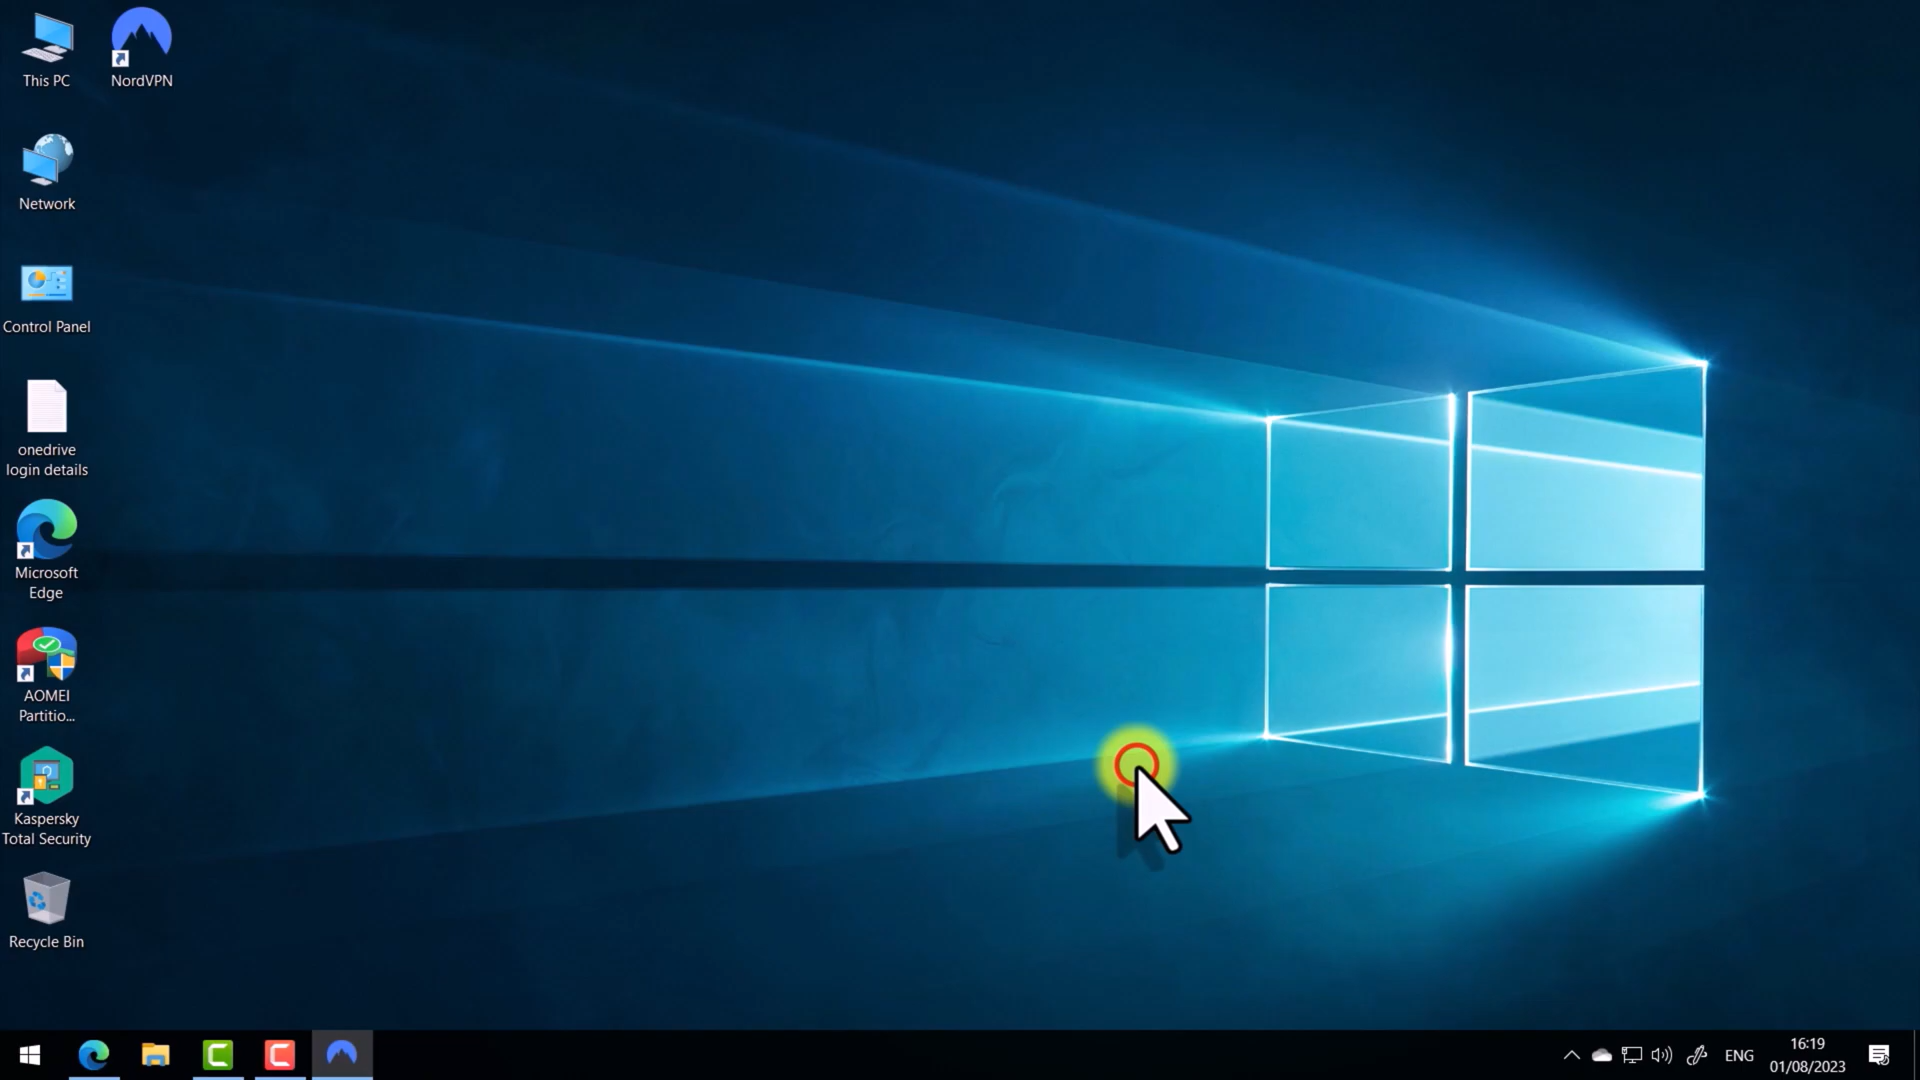 This PC
NordVPN
Network
Control Panel
onedrive
login details
Microsoft
Edge
AOMEI
Partitio...
Kaspersky
Total Security
Recycle Bin
ENG
16:19
01/08/2023